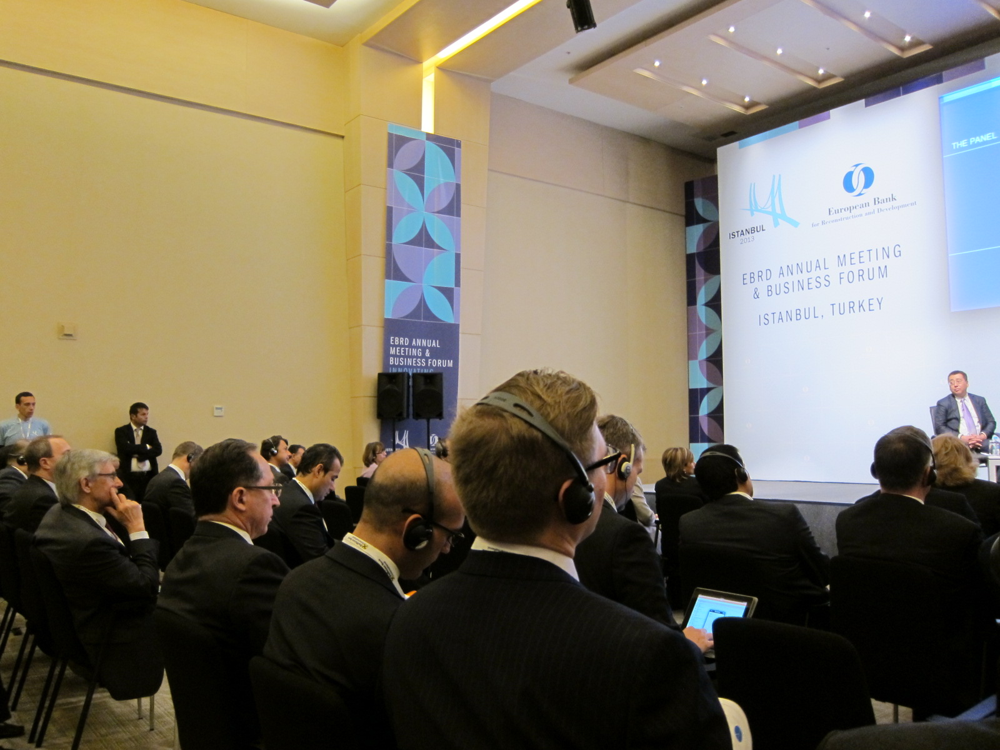 EBRD ANNUAL
MEETING &
BUSINESS FORUM
INNOVATING
ISTANBUL
2013
European Bank
for Reconstruction and Development
EBRD ANNUAL MEETING
& BUSINESS FORUM
ISTANBUL, TURKEY
THE PANEL